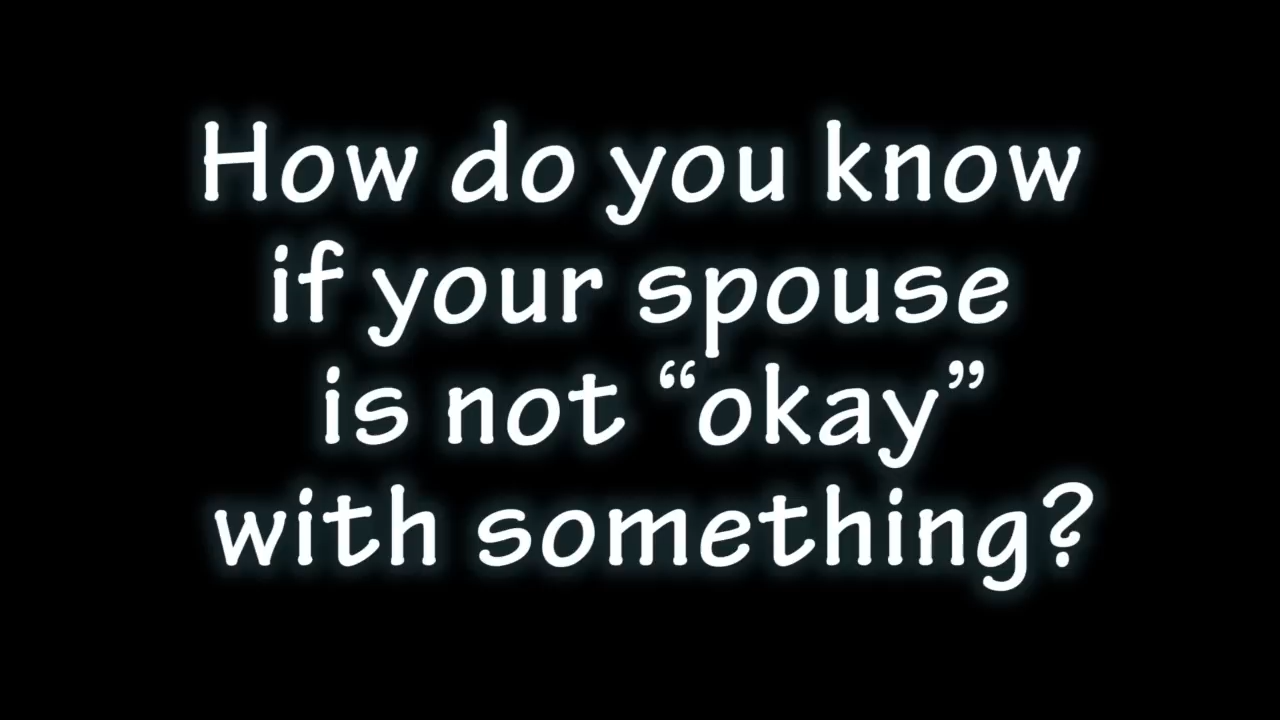 How do you know
if your spouse
is not “okay”
with something?